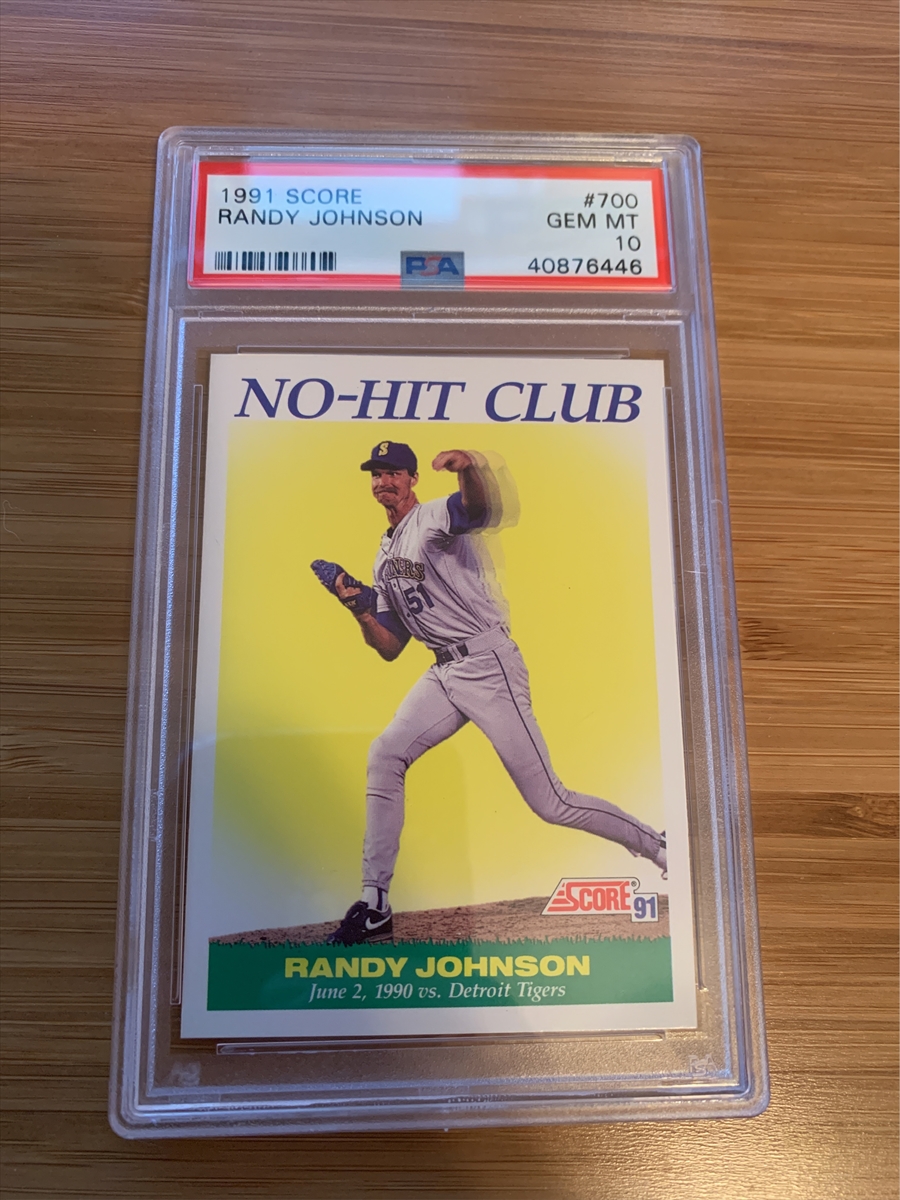 1991 SCORE
RANDY JOHNSON
#700
GEM MT
10
40876446
PSA
NO-HIT CLUB
S
51
SCORE®
91
RANDY JOHNSON
June 2, 1990 vs. Detroit Tigers